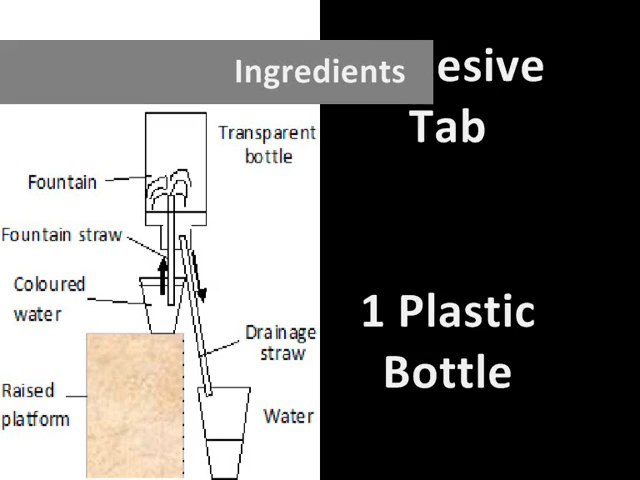 Ingredients
esive
Tab
1 Plastic
Bottle
Transparent
bottle
Fountain
Fountain straw
Coloured
water
Drainage
straw
Raised
platform
Water